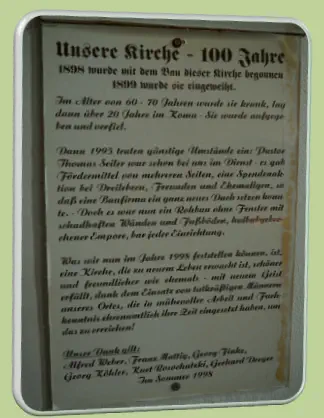 Unsere Kirche - 100 Jahre
1898 wurde mit dem Bau dieser Kirche begonnen
1899 wurde sie eingeweiht.
Im Alter von 60 - 70 Jahren wurde sie krank, lag
dann über 20 Jahre im Koma - Sie wurde aufgege
ben und verfiel.
Dann 1993 traten günstige Umstände ein: Pastor
Thomas Seiler war schon bei uns im Dienst - es gab
Fördermittel von mehreren Seiten, eine Spendenak
tion bei Dreilebern, Freunden und Ehemaligen, so
daß eine Baufirma ein ganz neues Dach setzen konn
te. - Doch es war nun ein Rohbau ohne Fenster mit
schadhaften Wänden und Fußböden, halbabgebro
chener Empore, bar jeder Einrichtung.
Was wir nun im Jahre 1998 feststellen können, ist,
eine Kirche, die zu neuem Leben erwacht ist, schöner
und freundlicher wie ehemals - mit neuem Geist
erfüllt, dank dem Einsatz von tatkräftigen Männern
unseres Ortes, die in mühevoller Arbeit und Fach
kenntnis ehrenamtlich ihre Zeit eingesetzt haben, um
das zu erreichen!
Unser Dank gilt:
Alfred Weber, Franz Mattig, Georg Finke,
Georg Köhler, Kurt Gerhard
Im Sommer 1998